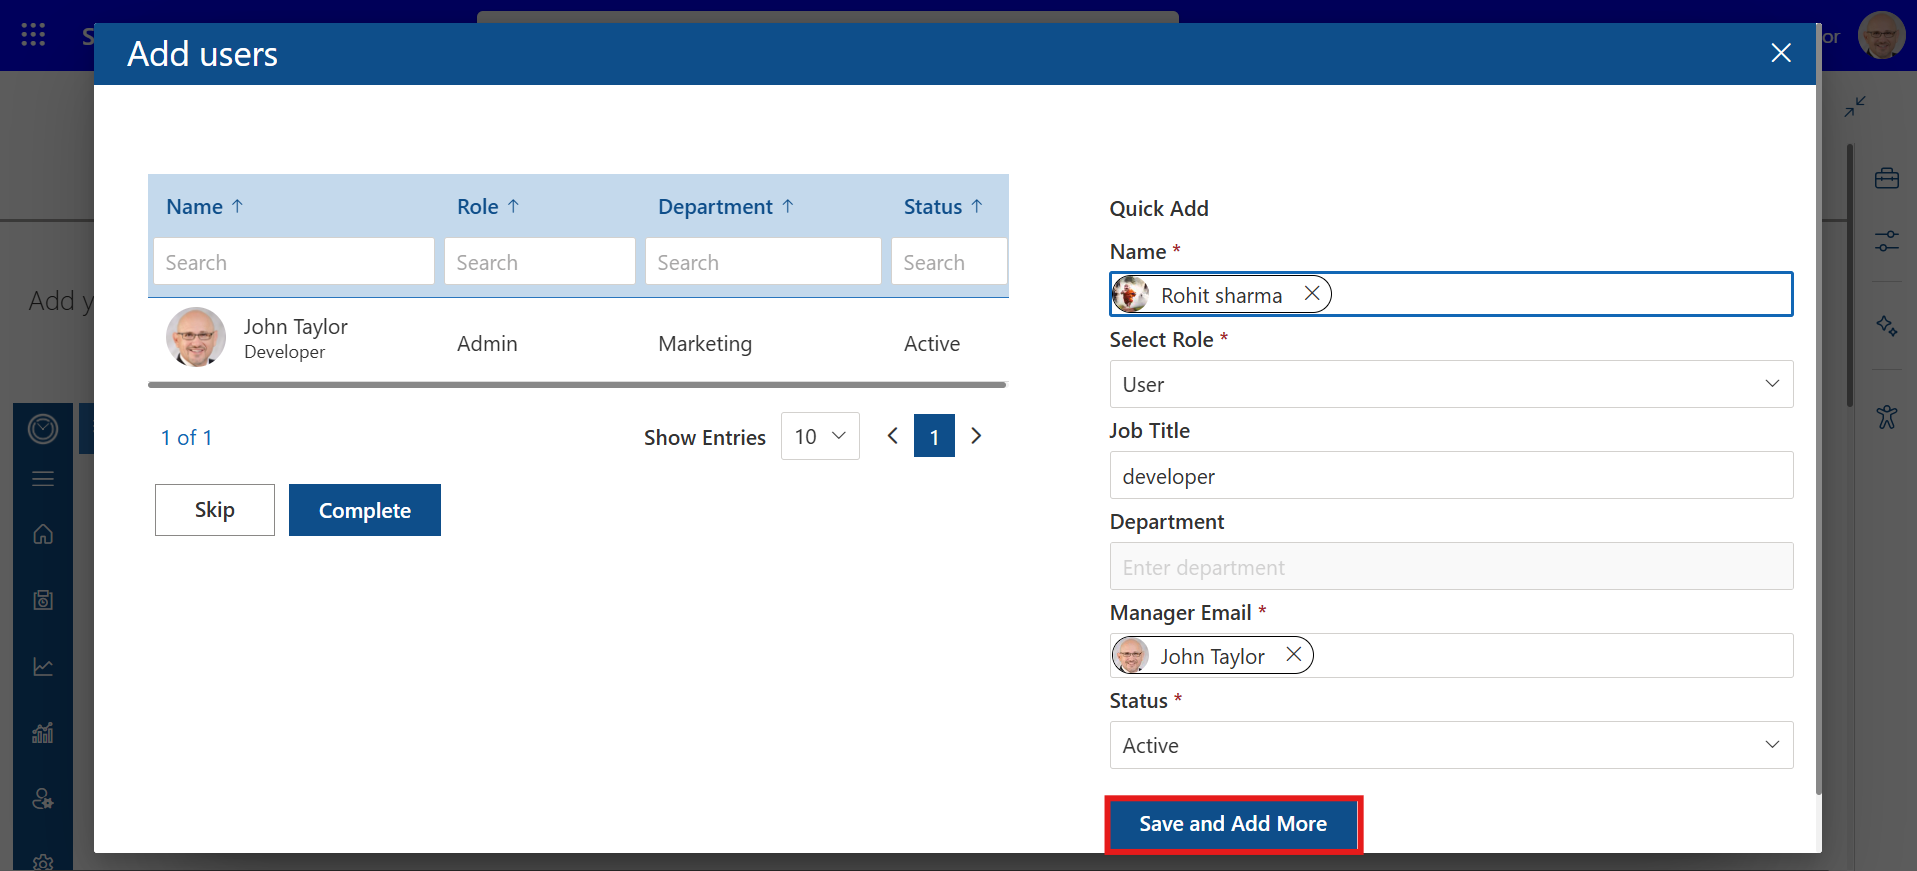 S
or
Add users
Add y
Name ↑ Role ↑ Department ↑ Status ↑
Search Search Search Search
John Taylor
Developer
Admin Marketing Active
1 of 1
Show Entries 10 1
Skip Complete
Quick Add
Name *
Rohit sharma
Select Role *
User
Job Title
developer
Department
Enter department
Manager Email *
John Taylor
Status *
Active
Save and Add More